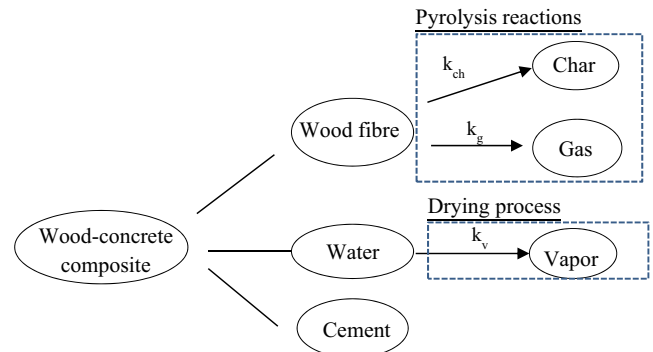 Pyrolysis reactions
k_ch
Char
Wood fibre
k_g
Gas
Drying process
Wood-concrete
composite
Water
k_v
Vapor
Cement